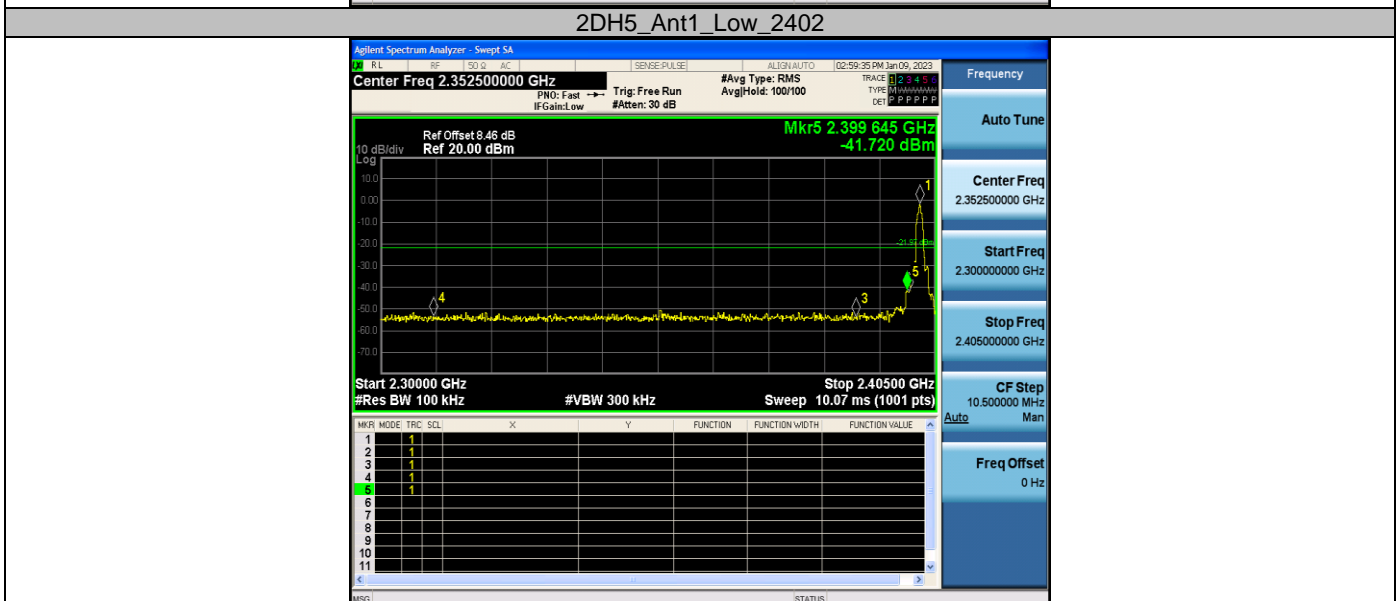 2DH5_Ant1_Low_2402
Agilent Spectrum Analyzer - Swept SA
RL RF 50 Ω AC SENSE:PULSE ALIGNAUTO 02:59:35 PM Jan 09, 2023
Center Freq 2.352500000 GHz
PNO: Fast
IFGain:Low
Trig: Free Run
#Atten: 30 dB
#Avg Type: RMS
Avg|Hold: 100/100
TRACE 1 2 3 4 5 6
TYPE M
DET P P P P P P
Ref Offset 8.46 dB
10 dB/div Ref 20.00 dBm
Log
Mkr5 2.399 645 GHz
-41.720 dBm
10.0
0.00
-10.0
-20.0
-30.0
-40.0
-50.0
-60.0
-70.0
1
5
4
3
Start 2.30000 GHz Stop 2.40500 GHz
#Res BW 100 kHz #VBW 300 kHz Sweep 10.07 ms (1001 pts)
MKR MODE TRC SCL X Y FUNCTION FUNCTION WIDTH FUNCTION VALUE
1 1
2 1
3 1
4 1
5 1
6
7
8
9
10
11
MSG STATUS
Frequency
Auto Tune
Center Freq
2.352500000 GHz
Start Freq
2.300000000 GHz
Stop Freq
2.405000000 GHz
CF Step
10.500000 MHz
Auto Man
Freq Offset
0 Hz